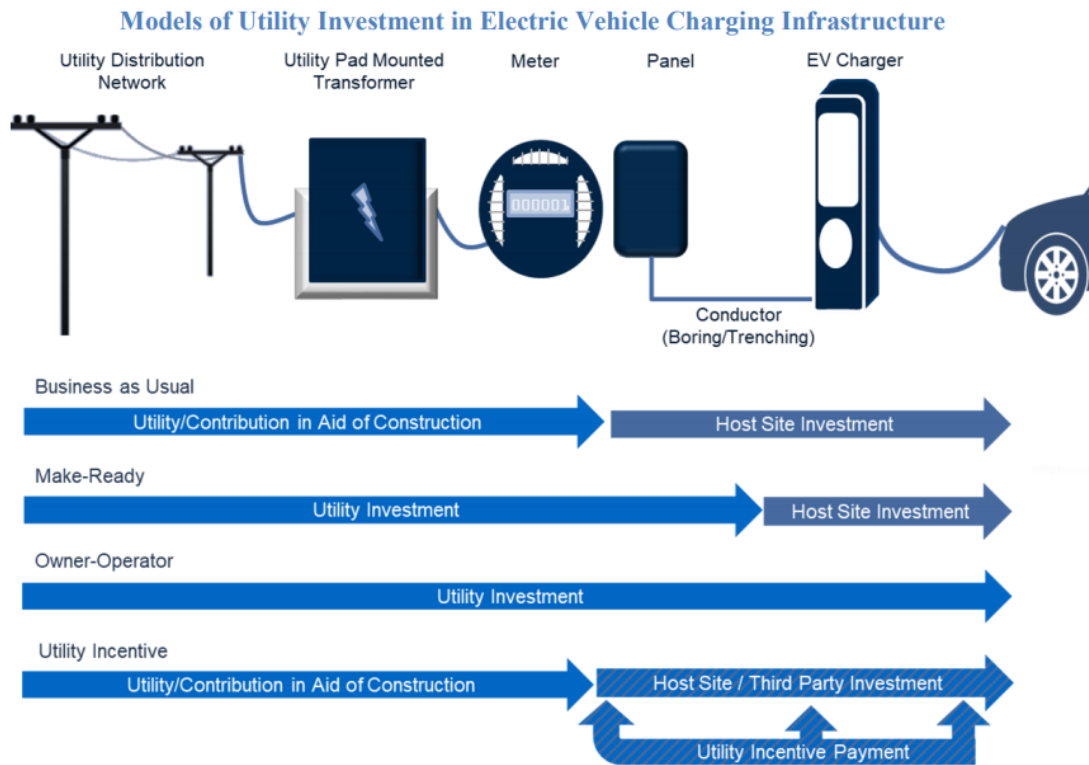 Models of Utility Investment in Electric Vehicle Charging Infrastructure
Utility Distribution
Network
Utility Pad Mounted
Transformer
Meter
Panel
EV Charger
000001
Conductor
(Boring/Trenching)
Business as Usual
Utility/Contribution in Aid of Construction
Host Site Investment
Make-Ready
Utility Investment
Host Site Investment
Owner-Operator
Utility Investment
Utility Incentive
Utility/Contribution in Aid of Construction
Host Site / Third Party Investment
Utility Incentive Payment